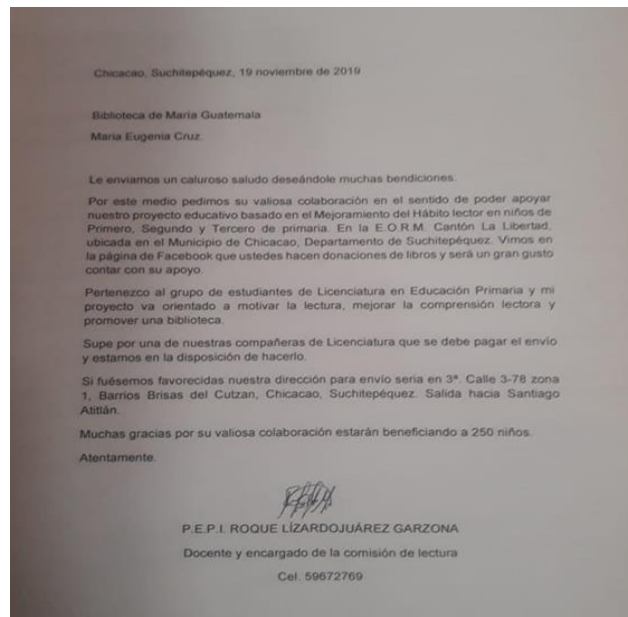 Chicacao, Suchitepéquez, 19 noviembre de 2019
Biblioteca de María Guatemala
María Eugenia Cruz.
Le enviamos un caluroso saludo deseándole muchas bendiciones.
Por este medio pedimos su valiosa colaboración en el sentido de poder apoyar
nuestro proyecto educativo basado en el Mejoramiento del Hábito lector en niños de
Primero, Segundo y Tercero de primaria. En la E.O.R.M. Cantón La Libertad,
ubicada en el Municipio de Chicacao, Departamento de Suchitepéquez. Vimos en
la página de Facebook que ustedes hacen donaciones de libros y será un gran gusto
contar con su apoyo.
Pertenezco al grupo de estudiantes de Licenciatura en Educación Primaria y mi
proyecto va orientado a motivar la lectura, mejorar la comprensión lectora y
promover una biblioteca.
Supe por una de nuestras compañeras de Licenciatura que se debe pagar el envío
y estamos en la disposición de hacerlo.
Si fuésemos favorecidas nuestra dirección para envío seria en 3ª. Calle 3-78 zona
1, Barrios Brisas del Cutzan, Chicacao, Suchitepéquez. Salida hacia Santiago
Atitlán.
Muchas gracias por su valiosa colaboración estarán beneficiando a 250 niños.
Atentamente.
P.E.P.I. ROQUE LÍZARDOJUÁREZ GARZONA
Docente y encargado de la comisión de lectura
Cel. 59672769